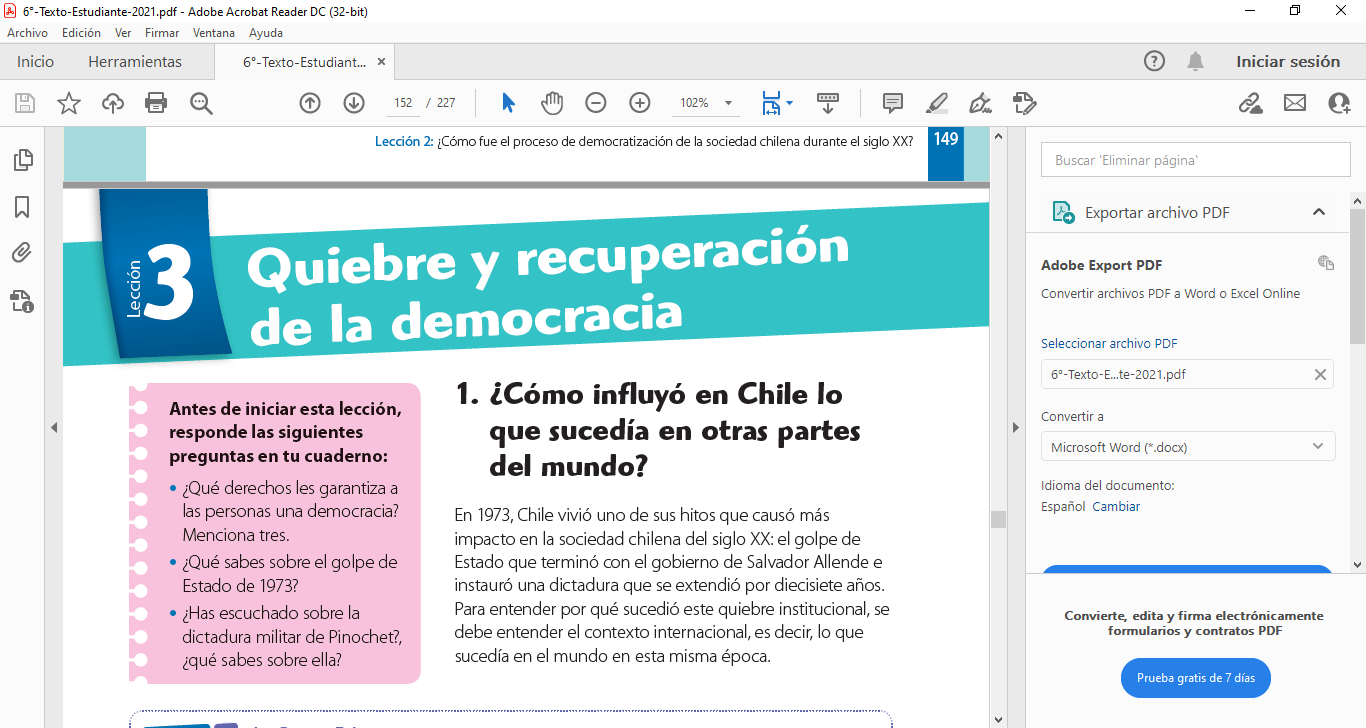 6°-Texto-Estudiante-2021.pdf - Adobe Acrobat Reader DC (32-bit)
Archivo Edición Ver Firmar Ventana Ayuda
Inicio Herramientas 6°-Texto-Estudiant... × Iniciar sesión
152 / 227 102%
Lección 2: ¿Cómo fue el proceso de democratización de la sociedad chilena durante el siglo XX? 149
Lección 3
Quiebre y recuperación
de la democracia
Antes de iniciar esta lección,
responde las siguientes
preguntas en tu cuaderno:
• ¿Qué derechos les garantiza a
las personas una democracia?
Menciona tres.
• ¿Qué sabes sobre el golpe de
Estado de 1973?
• ¿Has escuchado sobre la
dictadura militar de Pinochet?,
¿qué sabes sobre ella?
1. ¿Cómo influyó en Chile lo
que sucedía en otras partes
del mundo?
En 1973, Chile vivió uno de sus hitos que causó más
impacto en la sociedad chilena del siglo XX: el golpe de
Estado que terminó con el gobierno de Salvador Allende e
instauró una dictadura que se extendió por diecisiete años.
Para entender por qué sucedió este quiebre institucional, se
debe entender el contexto internacional, es decir, lo que
sucedía en el mundo en esta misma época.
Buscar 'Eliminar página'
Exportar archivo PDF
Adobe Export PDF
Convertir archivos PDF a Word o Excel Online
Seleccionar archivo PDF
6°-Texto-E...te-2021.pdf
Convertir a
Microsoft Word (*.docx)
Idioma del documento:
Español Cambiar
Convierte, edita y firma electrónicamente
formularios y contratos PDF
Prueba gratis de 7 días